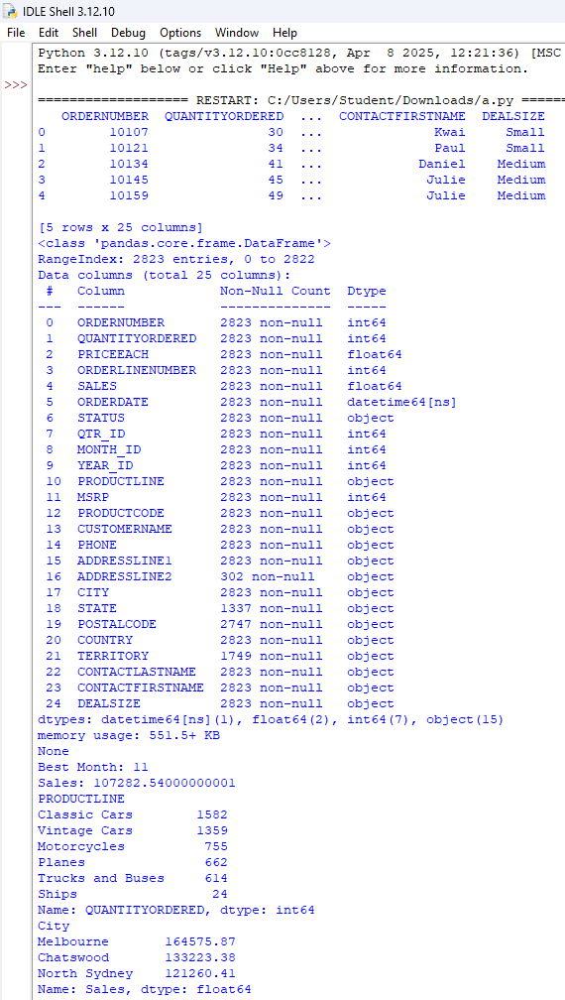 IDLE Shell 3.12.10
File Edit Shell Debug Options Window Help
Python 3.12.10 (tags/v3.12.10:0cc8128, Apr  8 2025, 12:21:36) [MSC
Enter "help" below or click "Help" above for more information.
>>>
=================== RESTART: C:/Users/Student/Downloads/a.py ======
   ORDERNUMBER  QUANTITYORDERED  ...  CONTACTFIRSTNAME  DEALSIZE
0        10107               30  ...              Kwai     Small
1        10121               34  ...              Paul     Small
2        10134               41  ...            Daniel    Medium
3        10145               45  ...             Julie    Medium
4        10159               49  ...             Julie    Medium
[5 rows x 25 columns]
<class 'pandas.core.frame.DataFrame'>
RangeIndex: 2823 entries, 0 to 2822
Data columns (total 25 columns):
 #   Column            Non-Null Count  Dtype
---  ------            --------------  -----
 0   ORDERNUMBER       2823 non-null   int64
 1   QUANTITYORDERED   2823 non-null   int64
 2   PRICEEACH         2823 non-null   float64
 3   ORDERLINENUMBER   2823 non-null   int64
 4   SALES             2823 non-null   float64
 5   ORDERDATE         2823 non-null   datetime64[ns]
 6   STATUS            2823 non-null   object
 7   QTR_ID            2823 non-null   int64
 8   MONTH_ID          2823 non-null   int64
 9   YEAR_ID           2823 non-null   int64
 10  PRODUCTLINE       2823 non-null   object
 11  MSRP              2823 non-null   int64
 12  PRODUCTCODE       2823 non-null   object
 13  CUSTOMERNAME      2823 non-null   object
 14  PHONE             2823 non-null   object
 15  ADDRESSLINE1      2823 non-null   object
 16  ADDRESSLINE2      302 non-null    object
 17  CITY              2823 non-null   object
 18  STATE             1337 non-null   object
 19  POSTALCODE        2747 non-null   object
 20  COUNTRY           2823 non-null   object
 21  TERRITORY         1749 non-null   object
 22  CONTACTLASTNAME   2823 non-null   object
 23  CONTACTFIRSTNAME  2823 non-null   object
 24  DEALSIZE          2823 non-null   object
dtypes: datetime64[ns](1), float64(2), int64(7), object(15)
memory usage: 551.5+ KB
None
Best Month: 11
Sales: 107282.54000000001
PRODUCTLINE
Classic Cars        1582
Vintage Cars        1359
Motorcycles          755
Planes               662
Trucks and Buses     614
Ships                 24
Name: QUANTITYORDERED, dtype: int64
City
Melbourne       164575.87
Chatswood       133223.38
North Sydney    121260.41
Name: Sales, dtype: float64